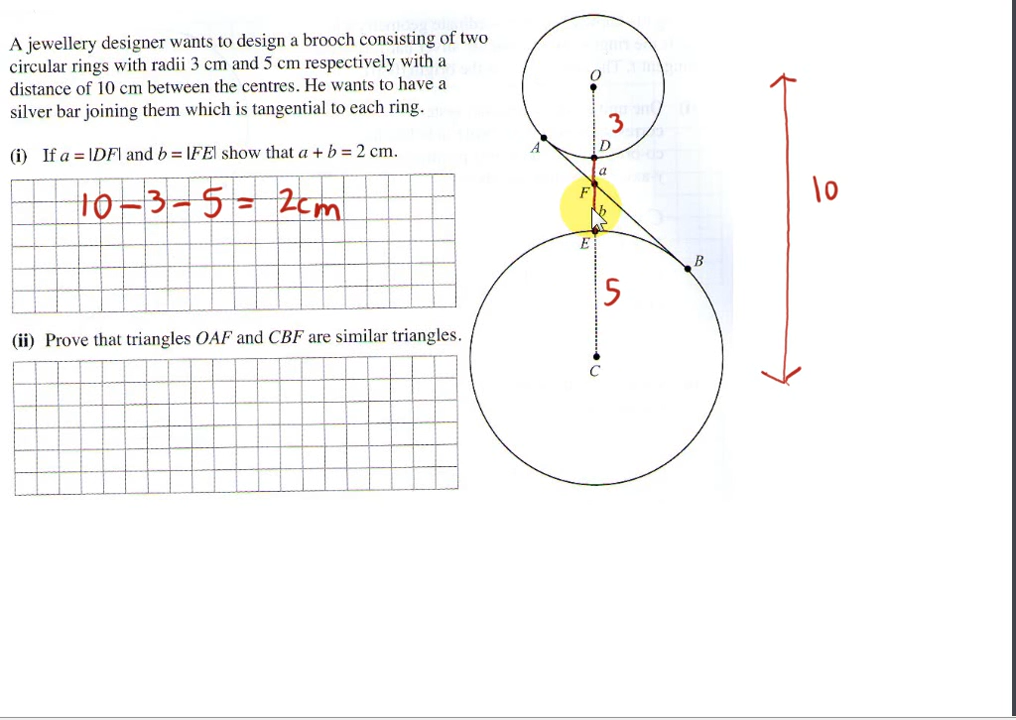 A jewellery designer wants to design a brooch consisting of two
circular rings with radii 3 cm and 5 cm respectively with a
distance of 10 cm between the centres. He wants to have a
silver bar joining them which is tangential to each ring.
(i) If a = |DF| and b = |FE| show that a + b = 2 cm.
10 - 3 - 5 = 2cm
(ii) Prove that triangles OAF and CBF are similar triangles.
O
3
A
D
a
F
b
E
B
5
C
10